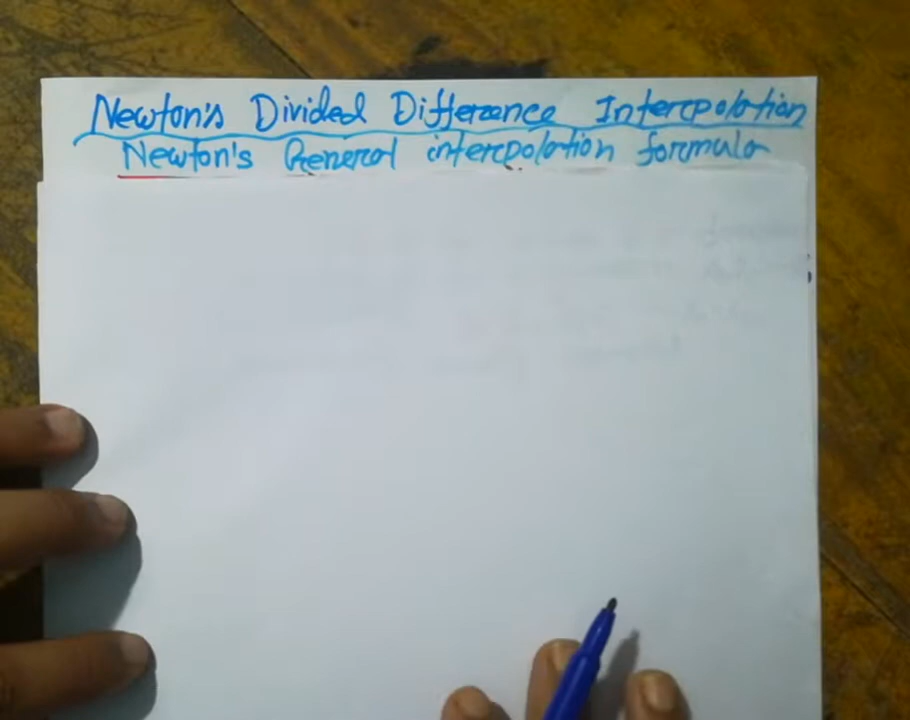 Newton's Divided Difference Interpolation
Newton's General interpolation formula